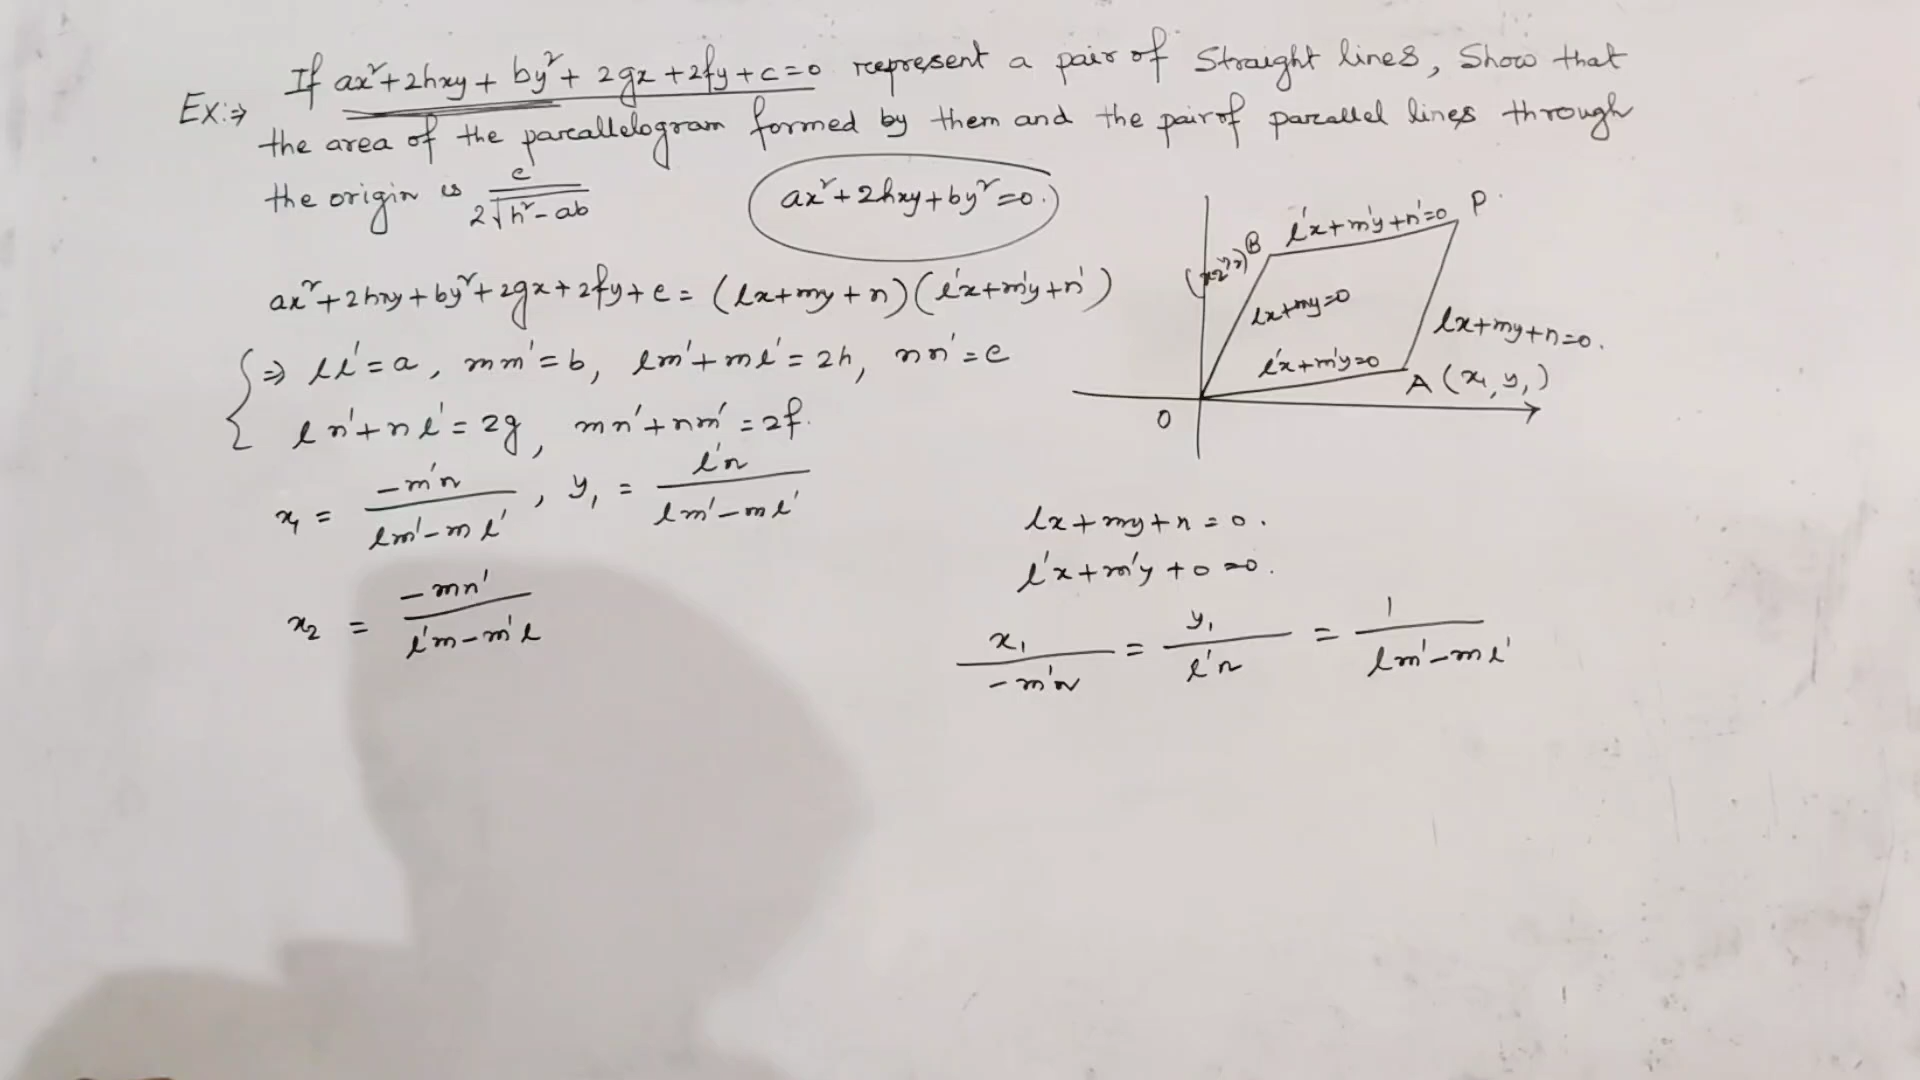 Ex:⇒ If ax²+2hxy+by²+2gx+2fy+c=0 represent a pair of straight lines, Show that
the area of the parallelogram formed by them and the pair of parallel lines through
the origin is c/(2√(h²-ab))
ax²+2hxy+by²=0.
ax²+2hxy+by²+2gx+2fy+c = (lx+my+n)(l'x+m'y+n')
⇒ ll'=a, mm'=b, lm'+ml'=2h, nn'=c
ln'+nl'=2g, mn'+nm'=2f.
x₁ = -m'n/(lm'-ml'), y₁ = l'n/(lm'-ml')
x₂ = -mn'/(l'm-m'l)
P.
l'x+m'y+n'=0
B
lx+my=0
lx+my+n=0.
l'x+m'y=0
A(x₁, y₁)
O
lx+my+n=0.
l'x+m'y+0=0.
x₁/(-m'n) = y₁/(l'n) = 1/(lm'-ml')